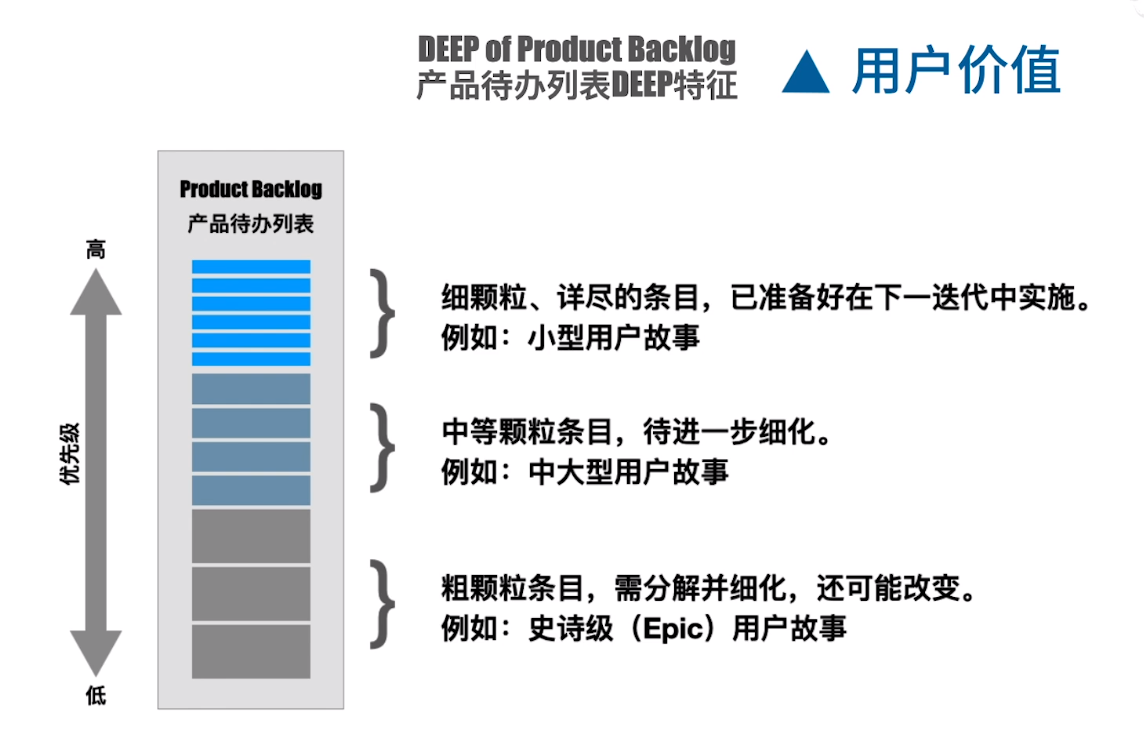 DEEP of Product Backlog
产品待办列表DEEP特征
▲ 用户价值
Product Backlog
产品待办列表
高
优先级
低
细颗粒、详尽的条目，已准备好在下一迭代中实施。
例如：小型用户故事
中等颗粒条目，待进一步细化。
例如：中大型用户故事
粗颗粒条目，需分解并细化，还可能改变。
例如：史诗级（Epic）用户故事